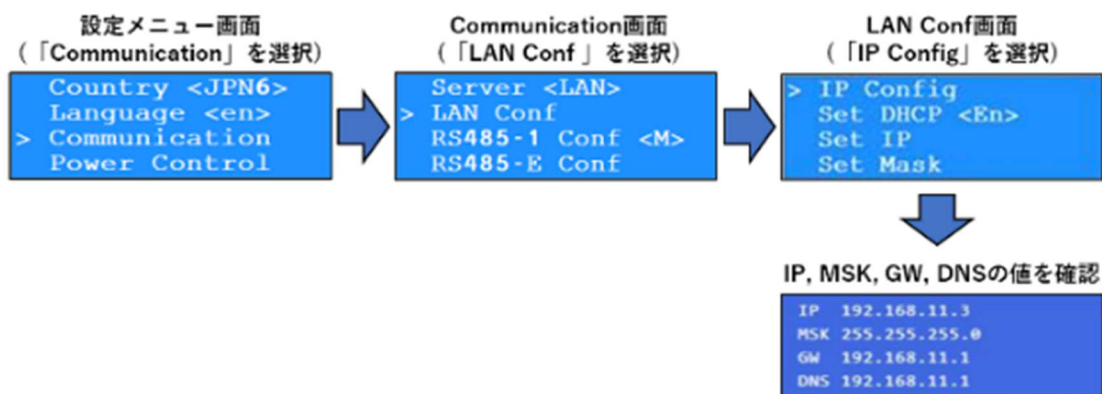 設定メニュー画面
(「Communication」を選択)
Country <JPN6>
Language <en>
> Communication
Power Control
Communication画面
(「LAN Conf 」を選択)
Server <LAN>
> LAN Conf
RS485-1 Conf <M>
RS485-E Conf
LAN Conf画面
(「IP Config」を選択)
> IP Config
Set DHCP <En>
Set IP
Set Mask
IP, MSK, GW, DNSの値を確認
IP 192.168.11.3
MSK 255.255.255.0
GW 192.168.11.1
DNS 192.168.11.1